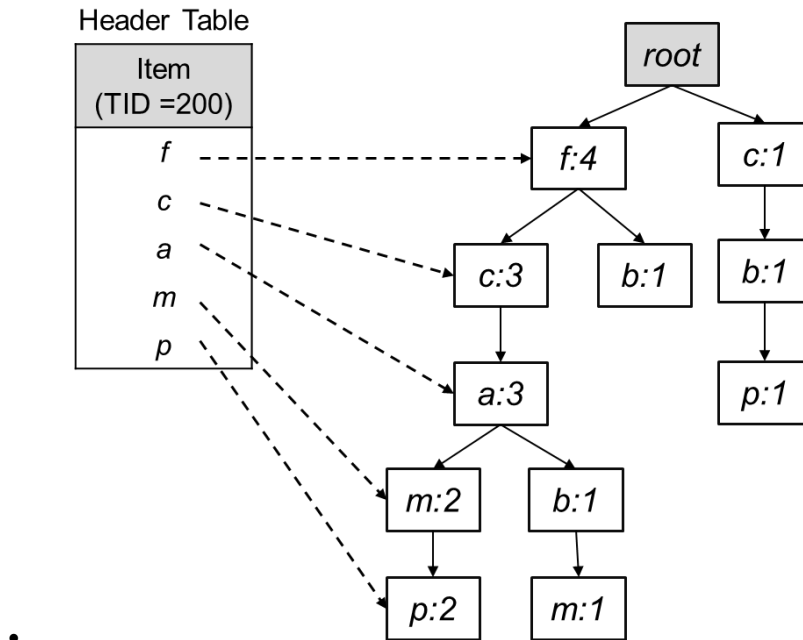 Header Table
Item
(TID =200)
f
c
a
m
p
root
f:4
c:1
c:3
b:1
b:1
a:3
p:1
m:2
b:1
p:2
m:1